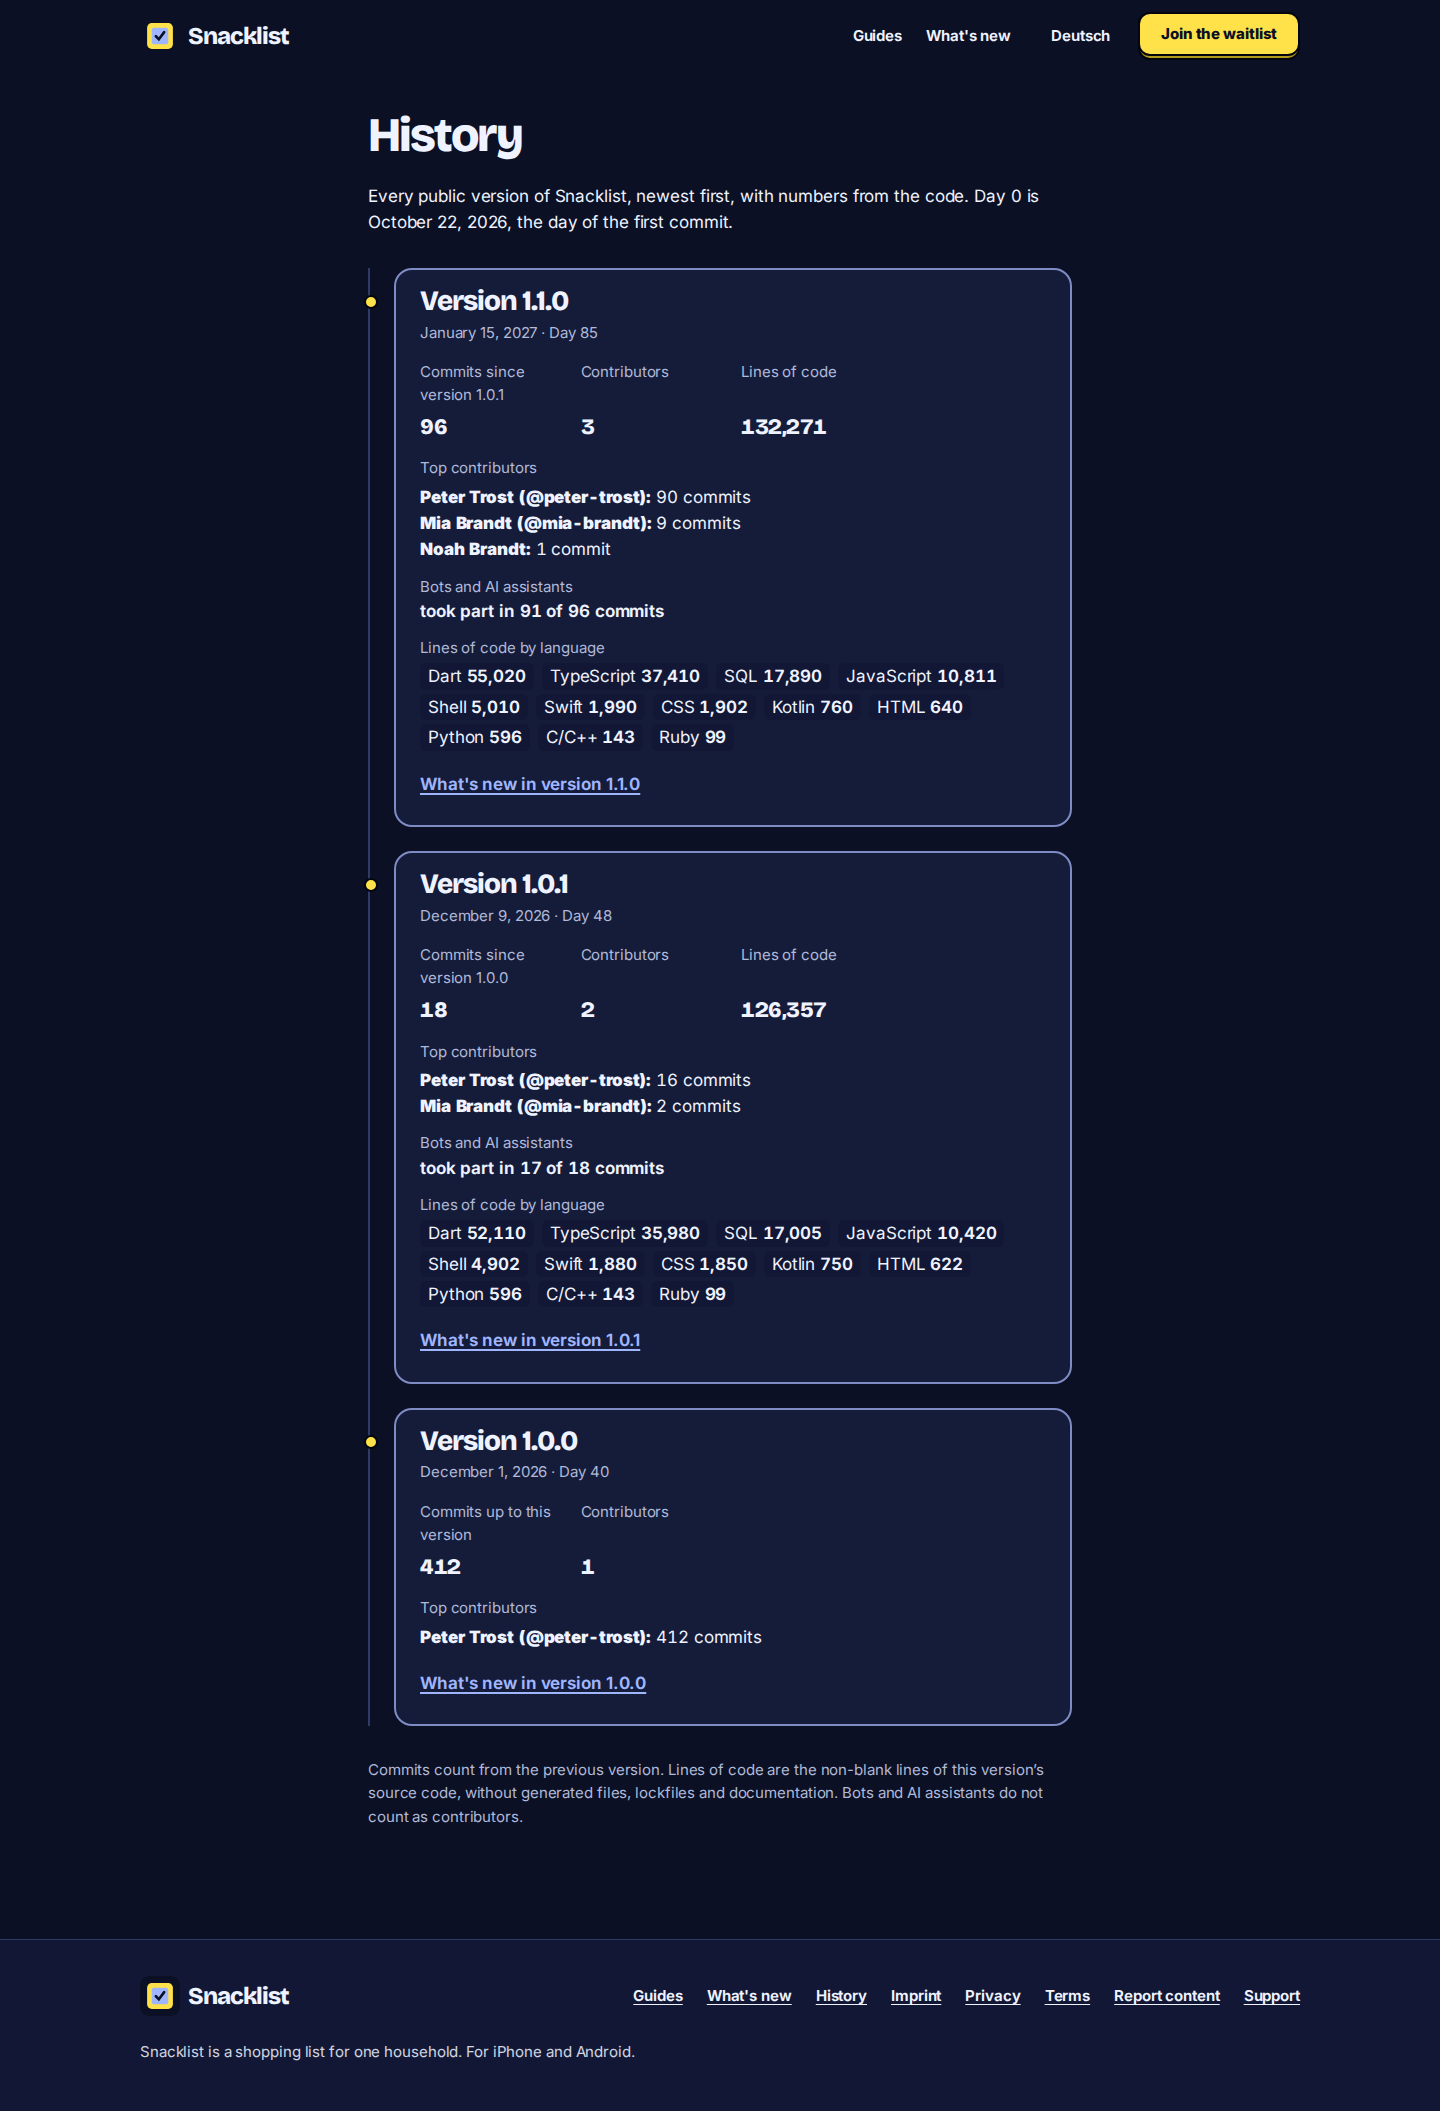 Snacklist
Guides What's new Deutsch Join the waitlist
History
Every public version of Snacklist, newest first, with numbers from the code. Day 0 is
October 22, 2026, the day of the first commit.
Version 1.1.0
January 15, 2027 · Day 85
Commits since version 1.0.1
96
Contributors
3
Lines of code
132,271
Top contributors
Peter Trost (@peter-trost): 90 commits
Mia Brandt (@mia-brandt): 9 commits
Noah Brandt: 1 commit
Bots and AI assistants
took part in 91 of 96 commits
Lines of code by language
Dart 55,020 TypeScript 37,410 SQL 17,890 JavaScript 10,811
Shell 5,010 Swift 1,990 CSS 1,902 Kotlin 760 HTML 640
Python 596 C/C++ 143 Ruby 99
What's new in version 1.1.0
Version 1.0.1
December 9, 2026 · Day 48
Commits since version 1.0.0
18
Contributors
2
Lines of code
126,357
Top contributors
Peter Trost (@peter-trost): 16 commits
Mia Brandt (@mia-brandt): 2 commits
Bots and AI assistants
took part in 17 of 18 commits
Lines of code by language
Dart 52,110 TypeScript 35,980 SQL 17,005 JavaScript 10,420
Shell 4,902 Swift 1,880 CSS 1,850 Kotlin 750 HTML 622
Python 596 C/C++ 143 Ruby 99
What's new in version 1.0.1
Version 1.0.0
December 1, 2026 · Day 40
Commits up to this version
412
Contributors
1
Top contributors
Peter Trost (@peter-trost): 412 commits
What's new in version 1.0.0
Commits count from the previous version. Lines of code are the non-blank lines of this version’s
source code, without generated files, lockfiles and documentation. Bots and AI assistants do not
count as contributors.
Snacklist
Guides What's new History Imprint Privacy Terms Report content Support
Snacklist is a shopping list for one household. For iPhone and Android.